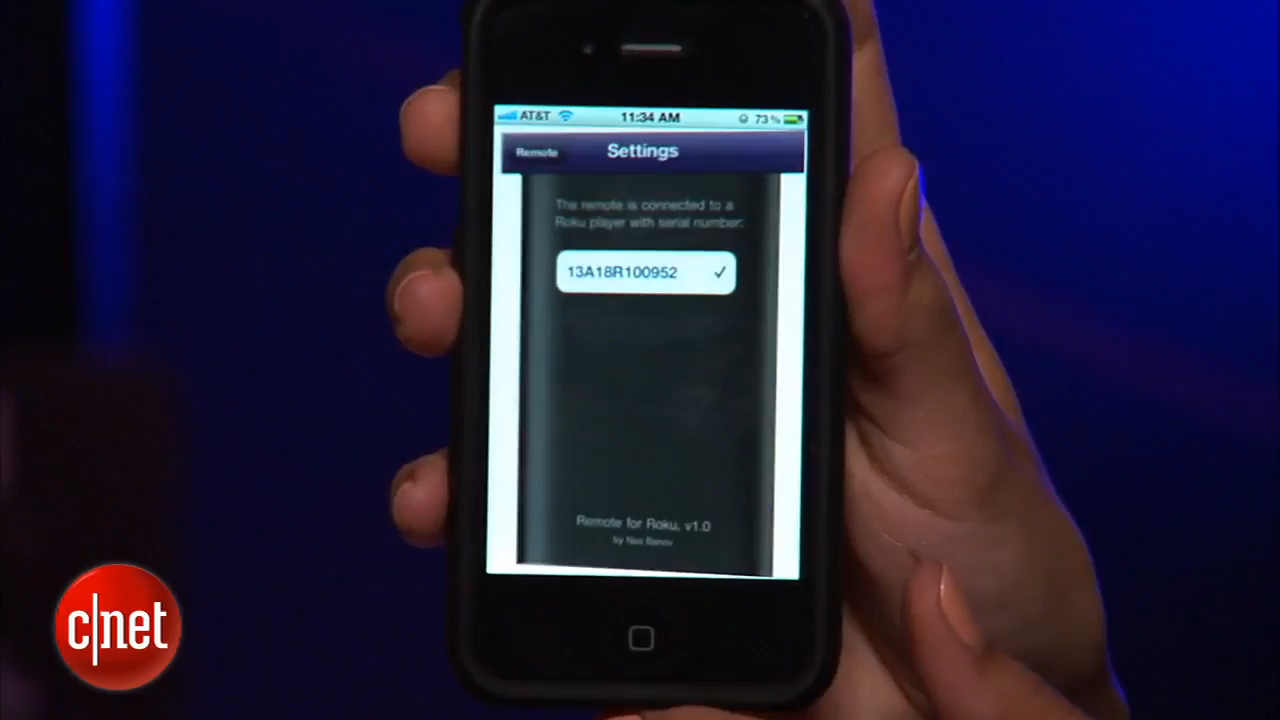 AT&T 11:34 AM 73%
Remote Settings
The remote is connected to a
Roku player with serial number:
13A18R100952 ✓
Remote for Roku, v1.0
by
c|net